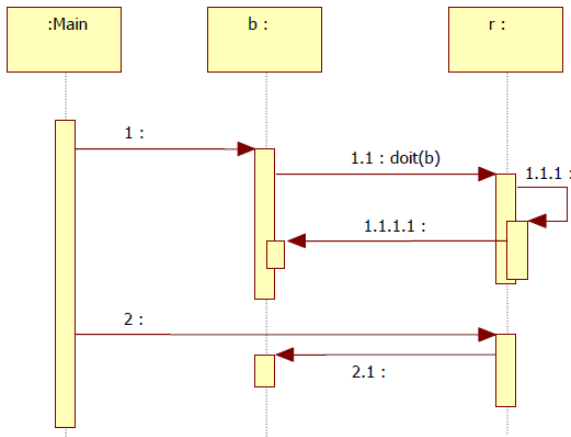 :Main
b :
r :
1 :
1.1 : doit(b)
1.1.1 :
1.1.1.1 :
2 :
2.1 :